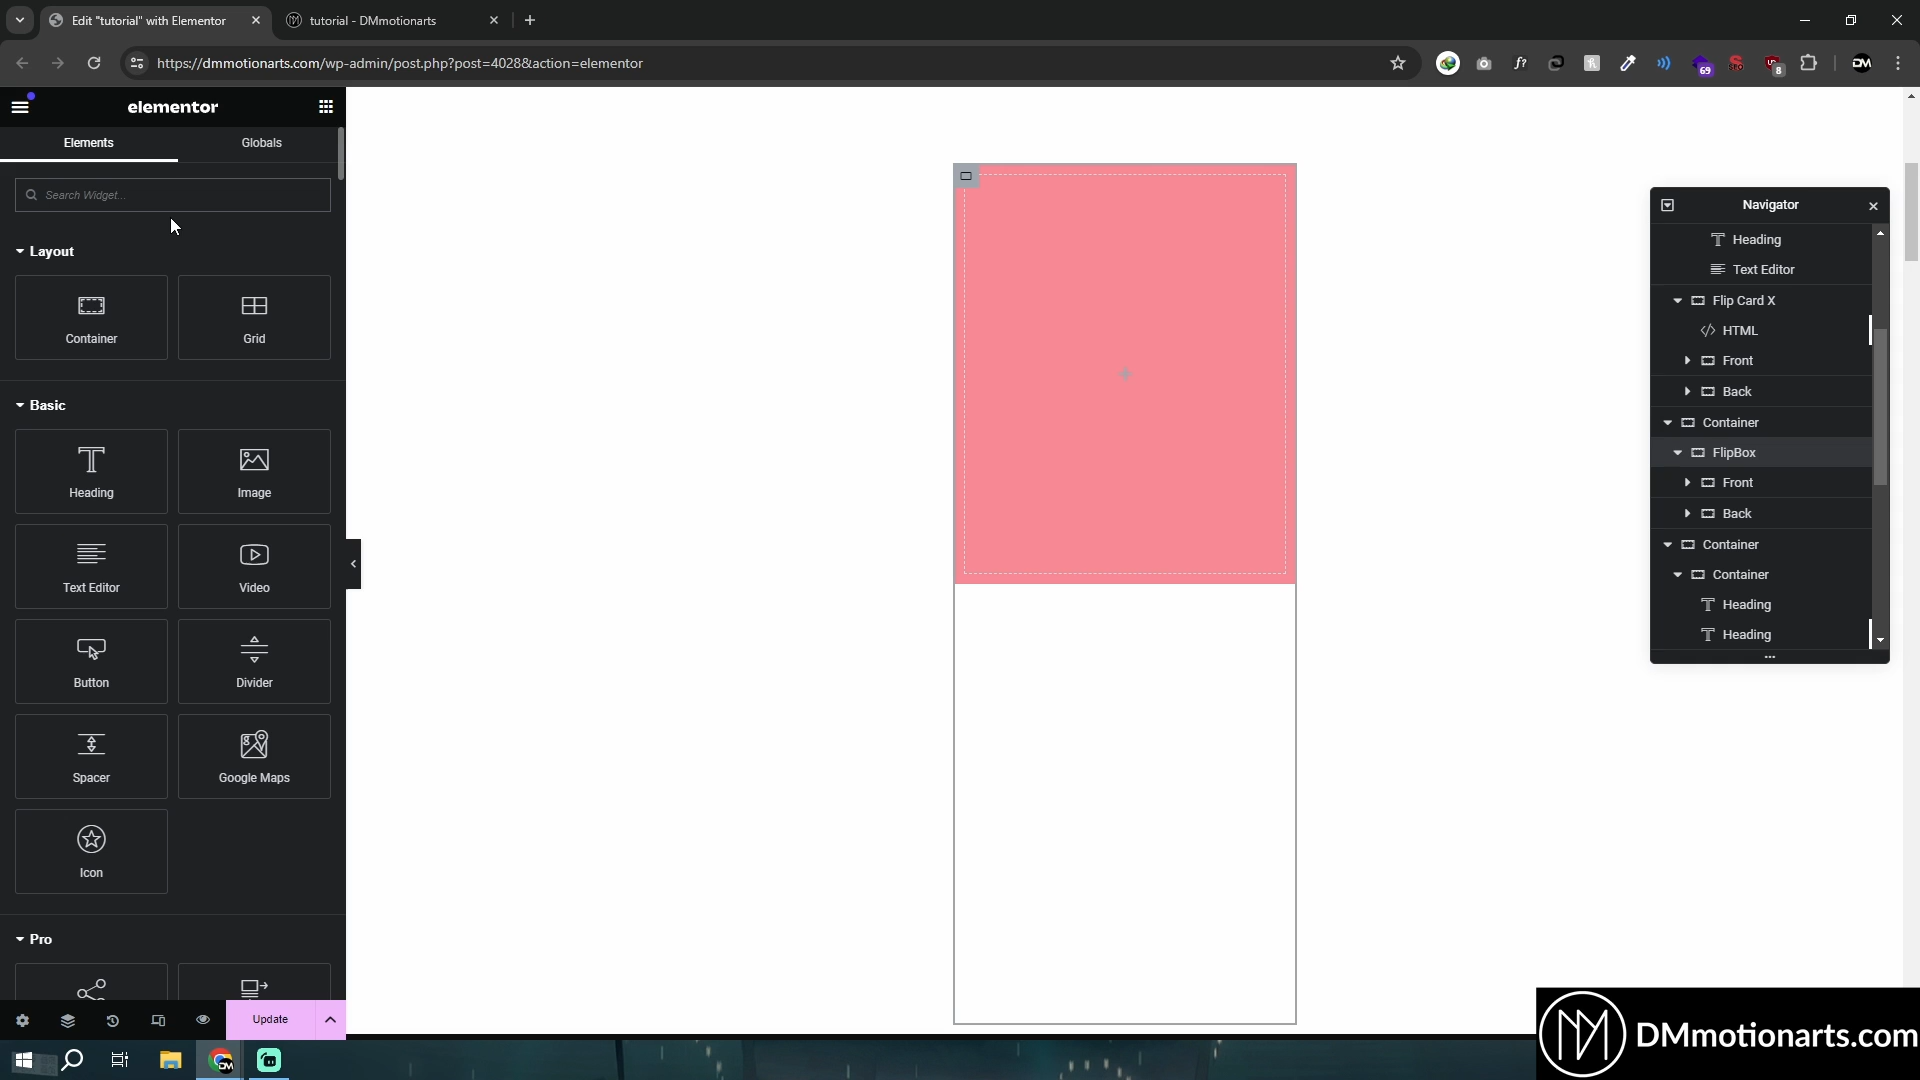 Edit "tutorial" with Elementor
tutorial - DMmotionarts
https://dmmotionarts.com/wp-admin/post.php?post=4028&action=elementor
f?
69
8
DM
elementor
Elements
Globals
Search Widget...
Layout
Container
Grid
Basic
Heading
Image
Text Editor
Video
Button
Divider
Spacer
Google Maps
Icon
Pro
Update
Navigator
Heading
Text Editor
Flip Card X
HTML
Front
Back
Container
FlipBox
Front
Back
Container
Container
Heading
Heading
DMmotionarts.com